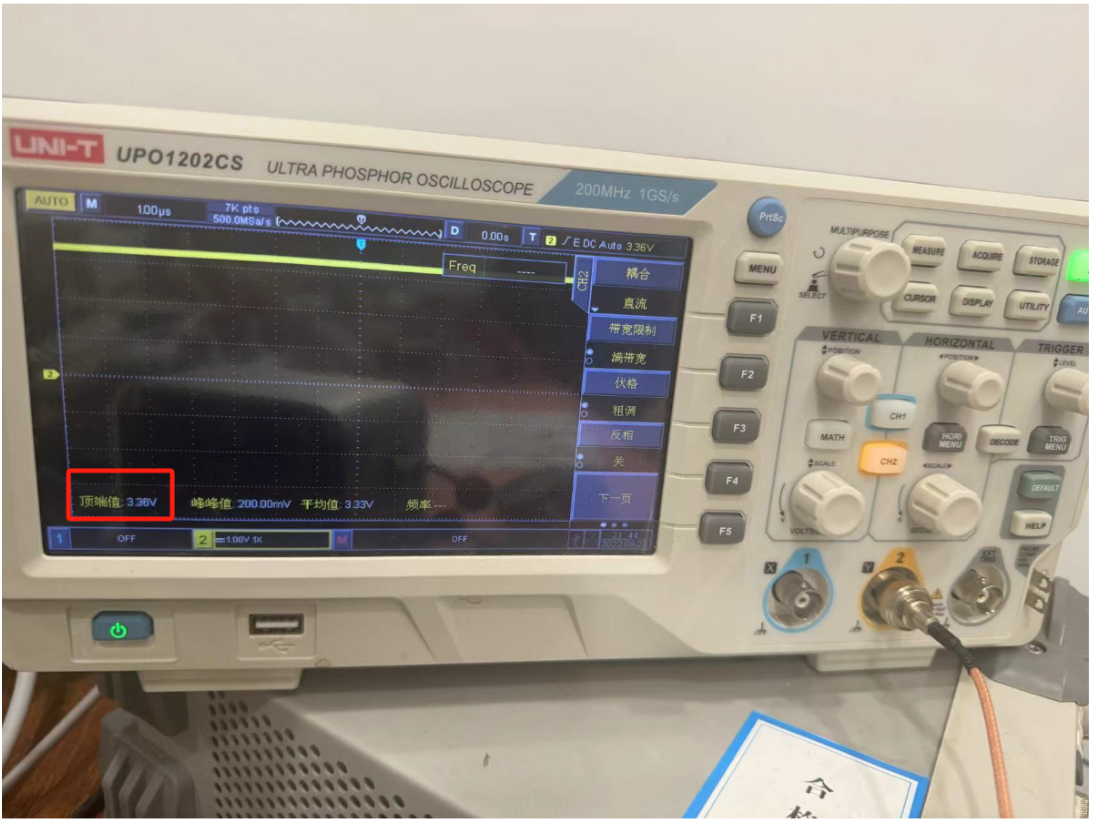 UNI-T UPO1202CS ULTRA PHOSPHOR OSCILLOSCOPE 200MHz 1GS/s
AUTO M 1.00μs 7K pts
500.0MSa/s D 0.00s T 2 E DC Auto 3.36V
Freq ----
CH2
耦合
直流
带宽限制
满带宽
伏格
粗调
反相
关
下一页
2
顶端值: 3.36V 峰峰值: 200.00mV 平均值: 3.33V 频率: ---
1 OFF 2 1.00V 1X M OFF
PrtSc
MENU
F1
F2
F3
F4
F5
MULTIPURPOSE
SELECT
MEASURE ACQUIRE STORAGE
CURSOR DISPLAY UTILITY AU
VERTICAL HORIZONTAL TRIGGER
POSITION POSITION LEVEL
CH1
MATH
HORI MENU
DECODE
TRIG MENU
CH2
SCALE SCALE
DEFAULT
HELP
X 1 Y 2
合
格